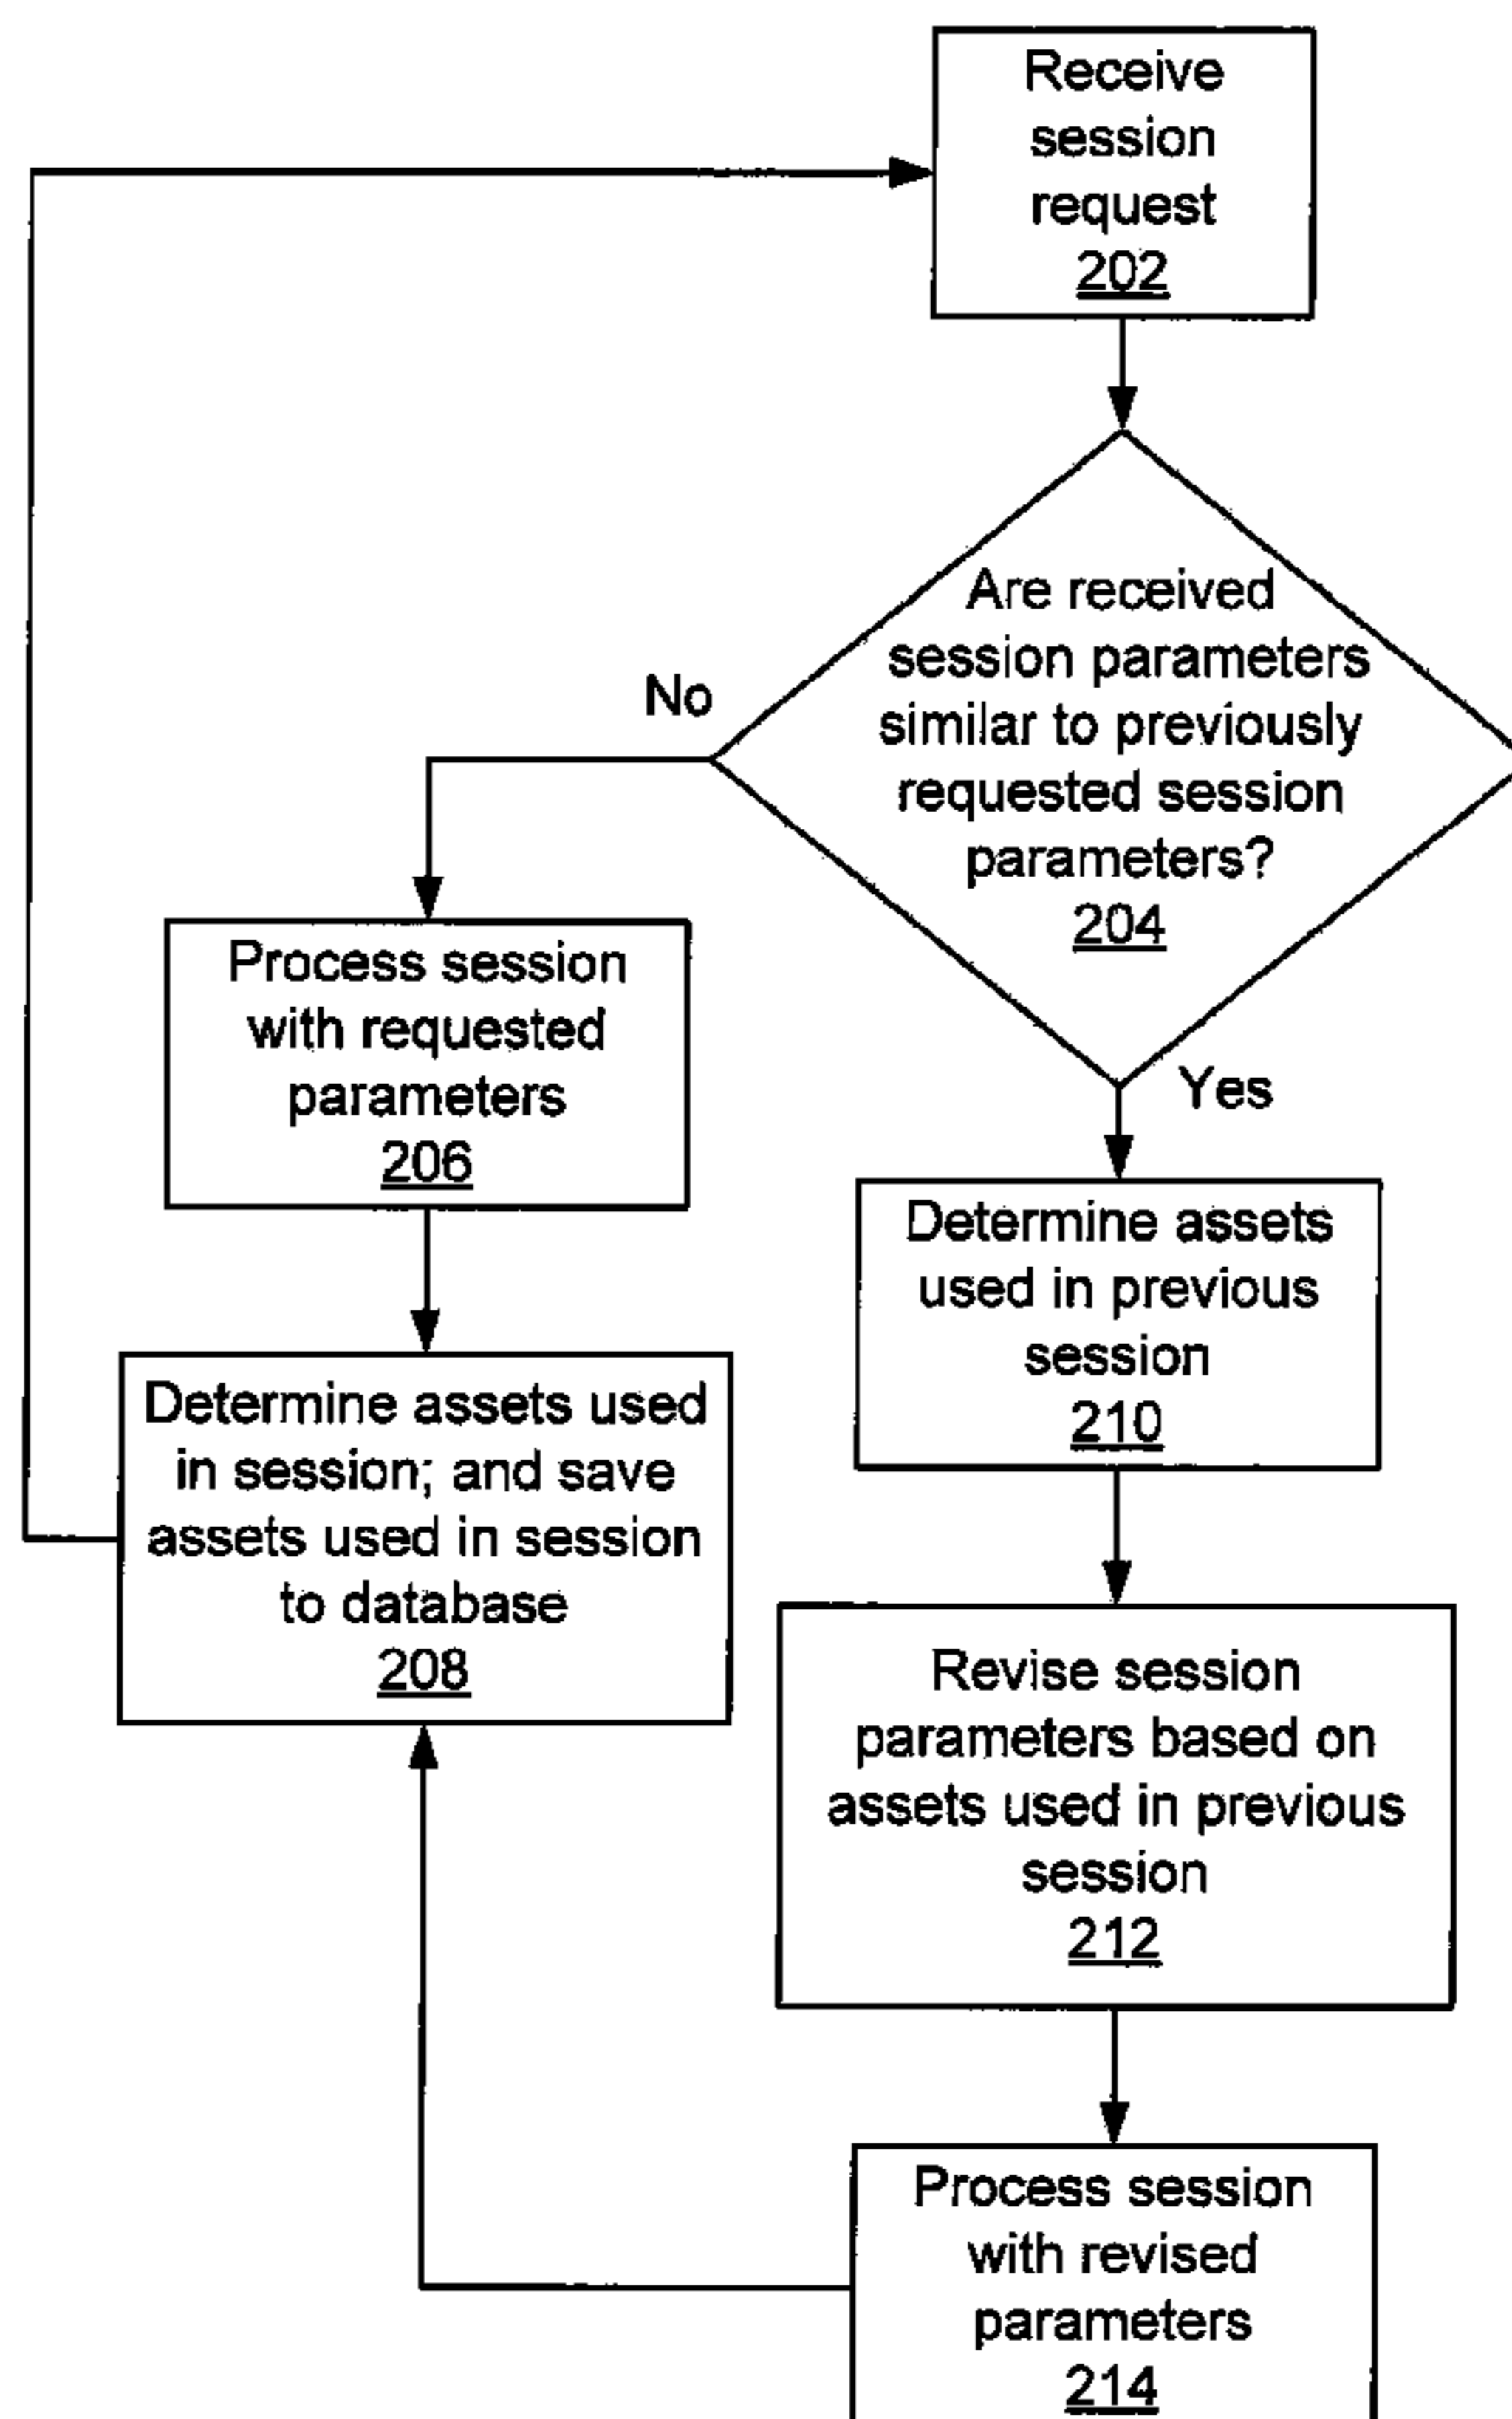 Receive
session
request
202
Are received
session parameters
similar to previously
requested session
parameters?
204
No
Yes
Process session
with requested
parameters
206
Determine assets
used in previous
session
210
Determine assets used
in session; and save
assets used in session
to database
208
Revise session
parameters based on
assets used in previous
session
212
Process session
with revised
parameters
214